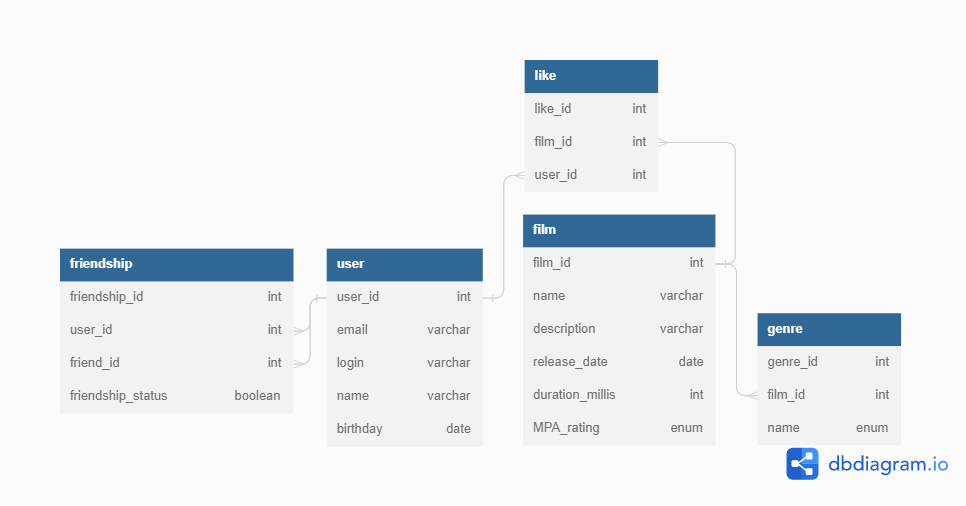 like
like_id int
film_id int
user_id int
film
film_id int
name varchar
description varchar
release_date date
duration_millis int
MPA_rating enum
friendship
friendship_id int
user_id int
friend_id int
friendship_status boolean
user
user_id int
email varchar
login varchar
name varchar
birthday date
genre
genre_id int
film_id int
name enum
dbdiagram.io